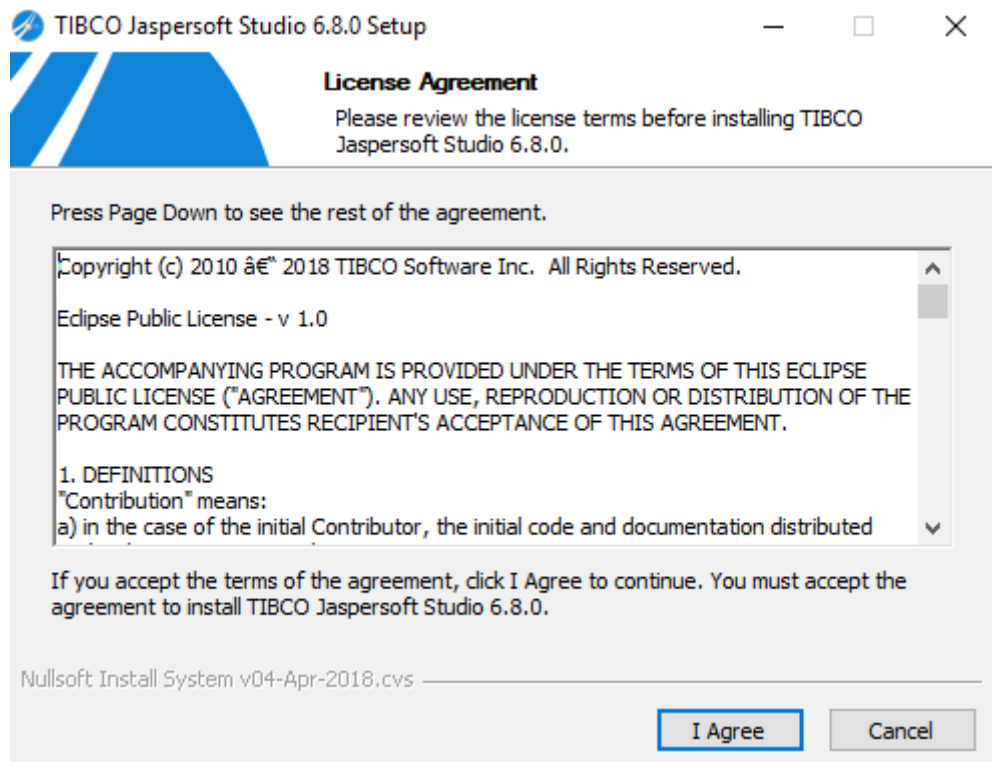 TIBCO Jaspersoft Studio 6.8.0 Setup
License Agreement
Please review the license terms before installing TIBCO
Jaspersoft Studio 6.8.0.
Press Page Down to see the rest of the agreement.
Copyright (c) 2010 â€“ 2018 TIBCO Software Inc.  All Rights Reserved.
Eclipse Public License - v 1.0
THE ACCOMPANYING PROGRAM IS PROVIDED UNDER THE TERMS OF THIS ECLIPSE
PUBLIC LICENSE ("AGREEMENT"). ANY USE, REPRODUCTION OR DISTRIBUTION OF THE
PROGRAM CONSTITUTES RECIPIENT'S ACCEPTANCE OF THIS AGREEMENT.
1. DEFINITIONS
"Contribution" means:
a) in the case of the initial Contributor, the initial code and documentation distributed
If you accept the terms of the agreement, click I Agree to continue. You must accept the
agreement to install TIBCO Jaspersoft Studio 6.8.0.
Nullsoft Install System v04-Apr-2018.cvs
I Agree
Cancel